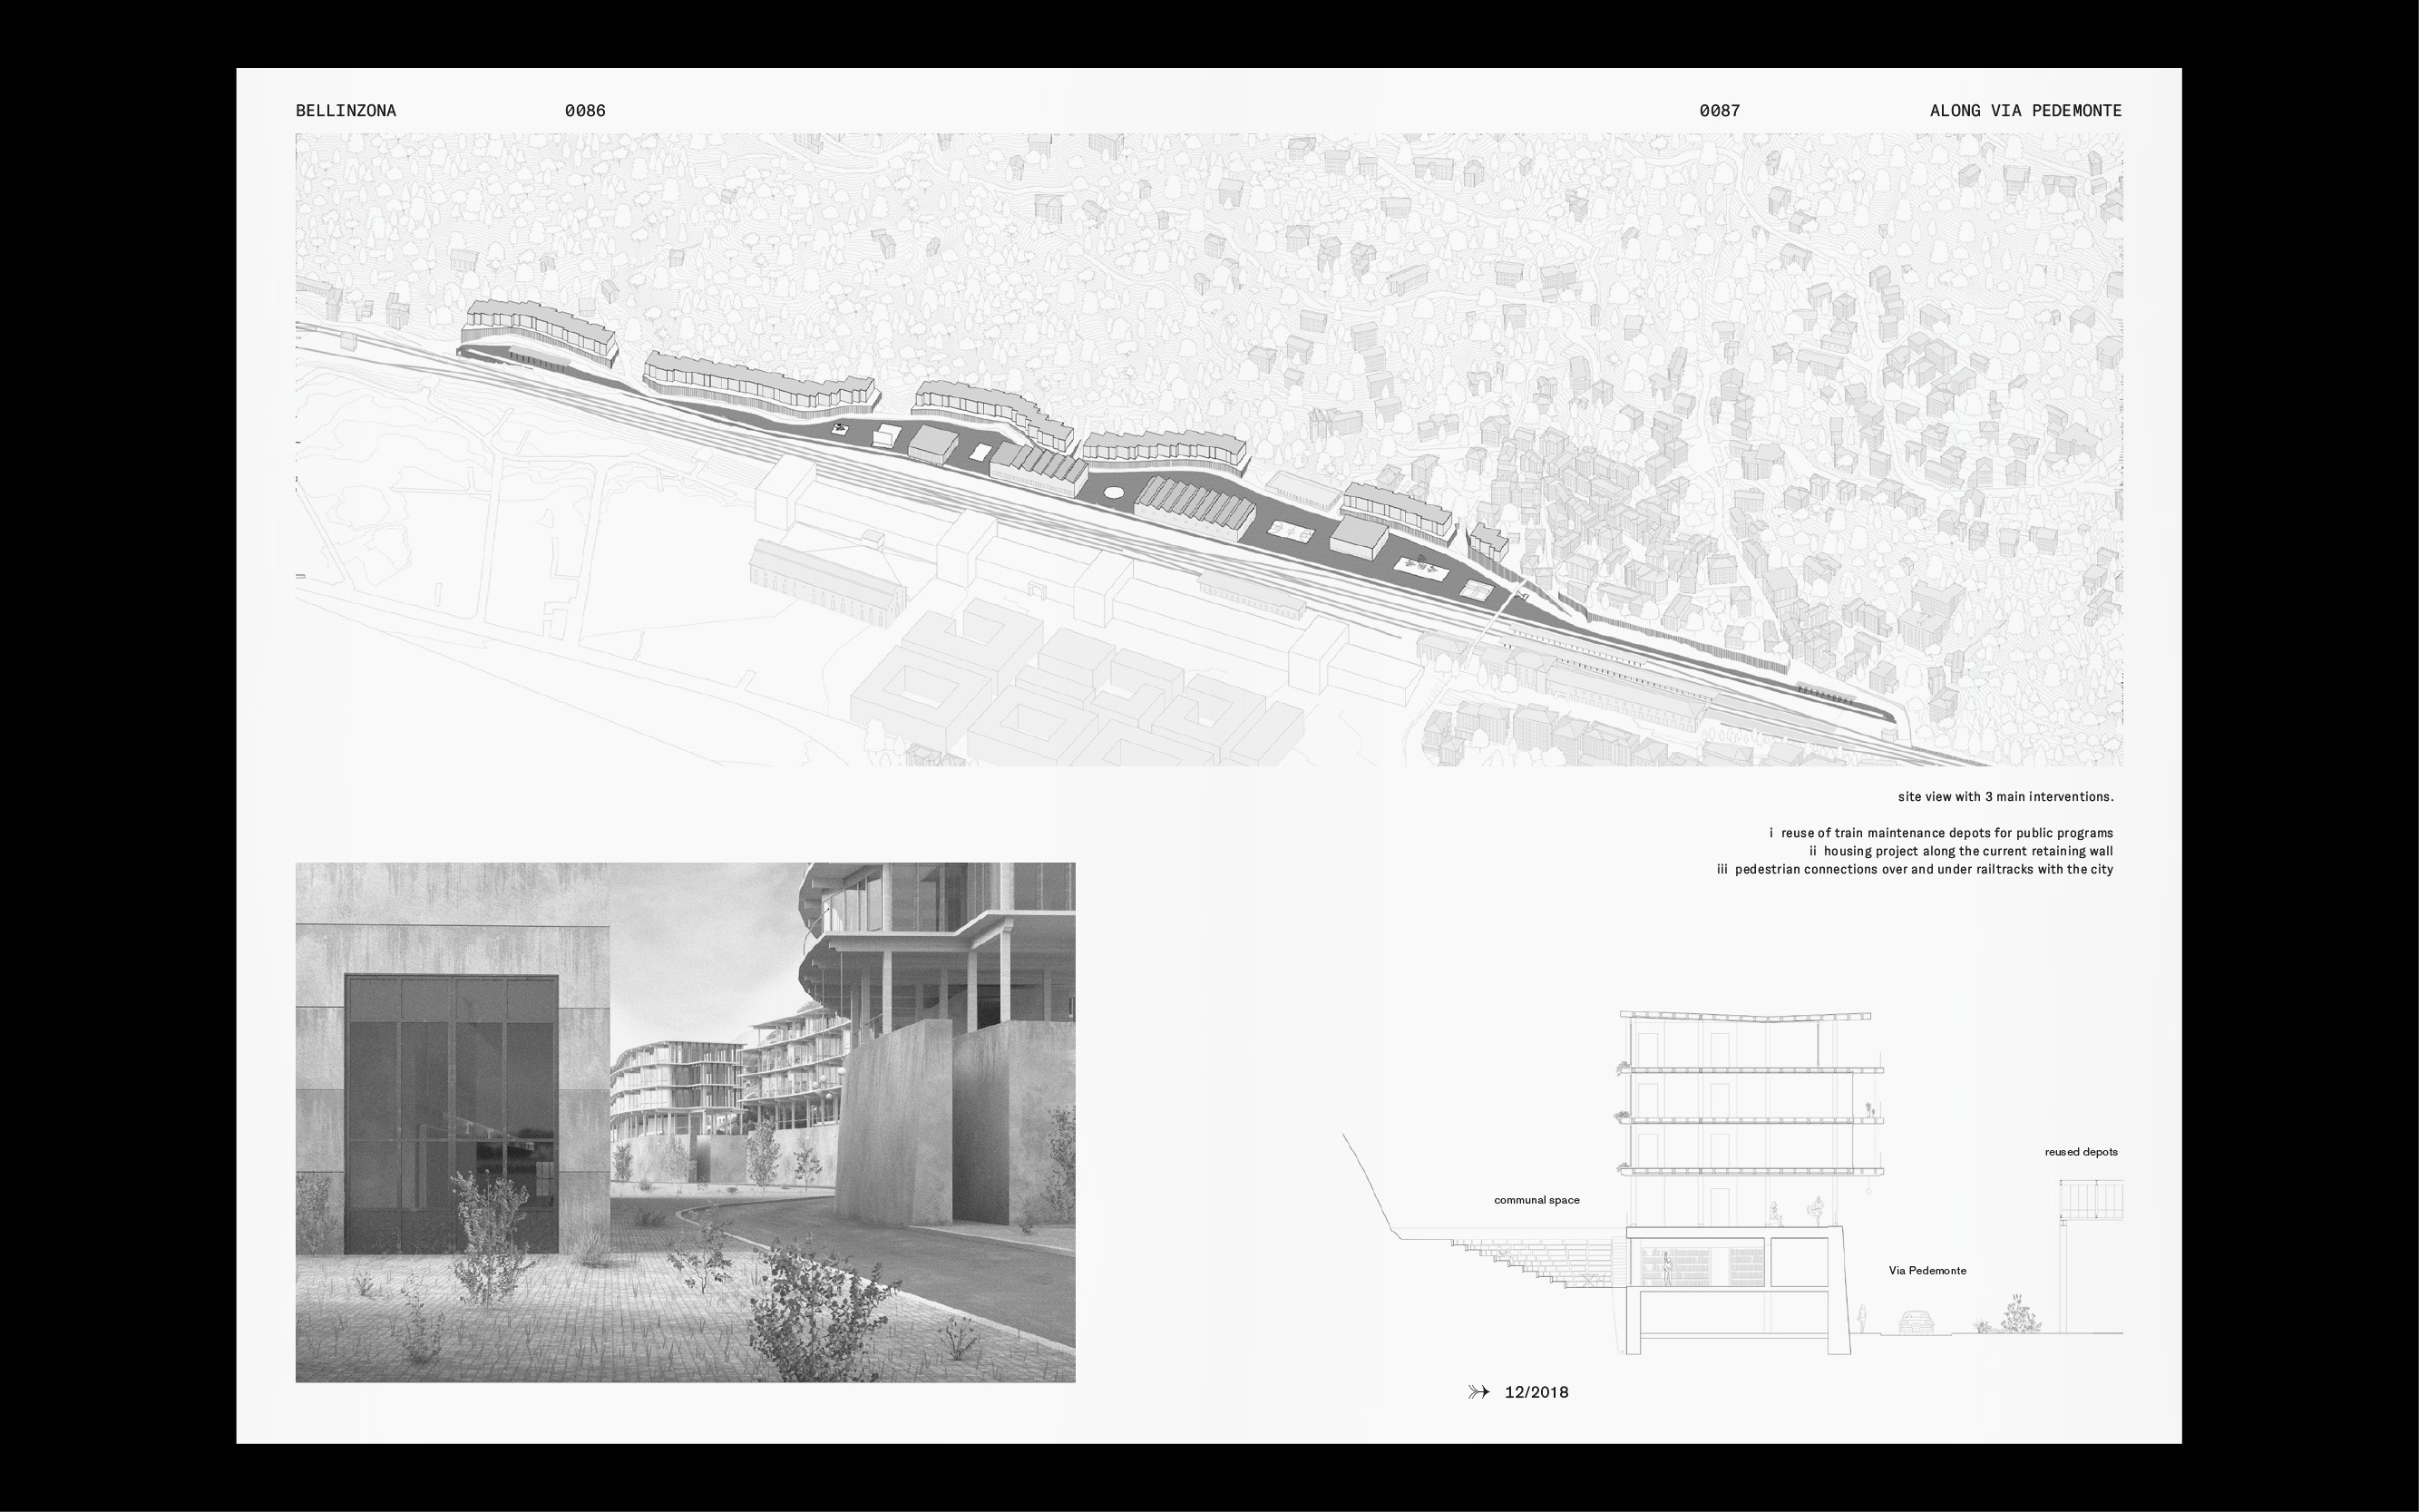 BELLINZONA
0086
0087
ALONG VIA PEDEMONTE
site view with 3 main interventions.
i reuse of train maintenance depots for public programs
ii housing project along the current retaining wall
iii pedestrian connections over and under railtracks with the city
reused depots
communal space
Via Pedemonte
12/2018